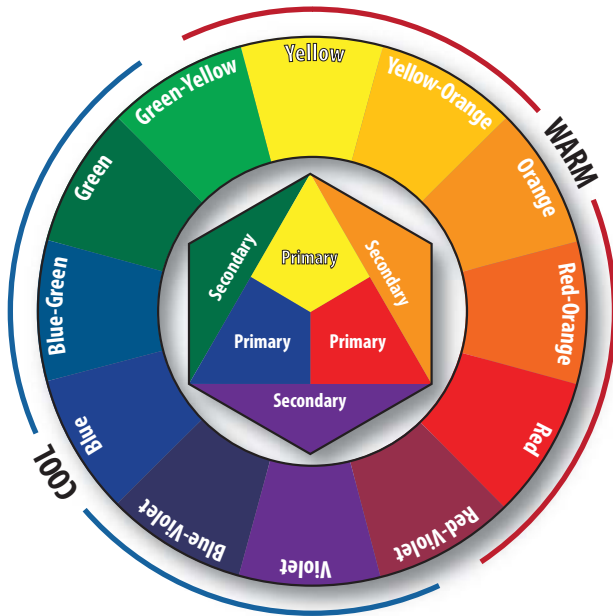 Yellow
Yellow-Orange
Orange
Red-Orange
Red
Red-Violet
Violet
Blue-Violet
Blue
Blue-Green
Green
Green-Yellow
WARM
COOL
Primary
Secondary
Secondary
Primary
Primary
Secondary